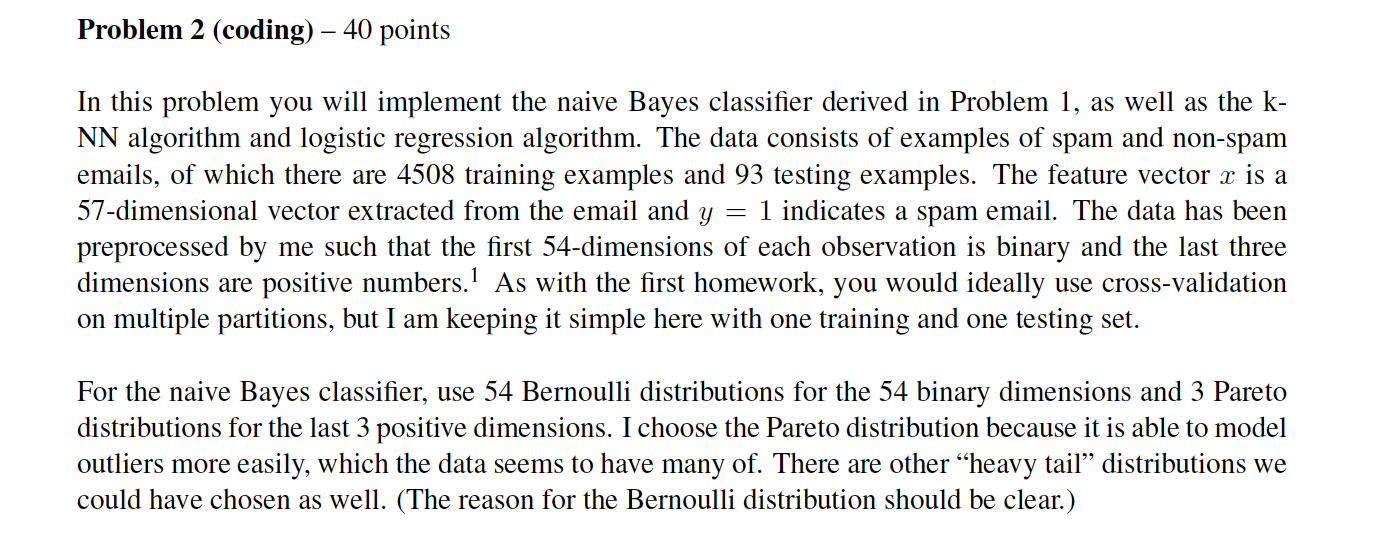 Problem 2 (coding) – 40 points
In this problem you will implement the naive Bayes classifier derived in Problem 1, as well as the k-
NN algorithm and logistic regression algorithm. The data consists of examples of spam and non-spam
emails, of which there are 4508 training examples and 93 testing examples. The feature vector x is a
57-dimensional vector extracted from the email and y = 1 indicates a spam email. The data has been
preprocessed by me such that the first 54-dimensions of each observation is binary and the last three
dimensions are positive numbers.¹ As with the first homework, you would ideally use cross-validation
on multiple partitions, but I am keeping it simple here with one training and one testing set.
For the naive Bayes classifier, use 54 Bernoulli distributions for the 54 binary dimensions and 3 Pareto
distributions for the last 3 positive dimensions. I choose the Pareto distribution because it is able to model
outliers more easily, which the data seems to have many of. There are other “heavy tail” distributions we
could have chosen as well. (The reason for the Bernoulli distribution should be clear.)